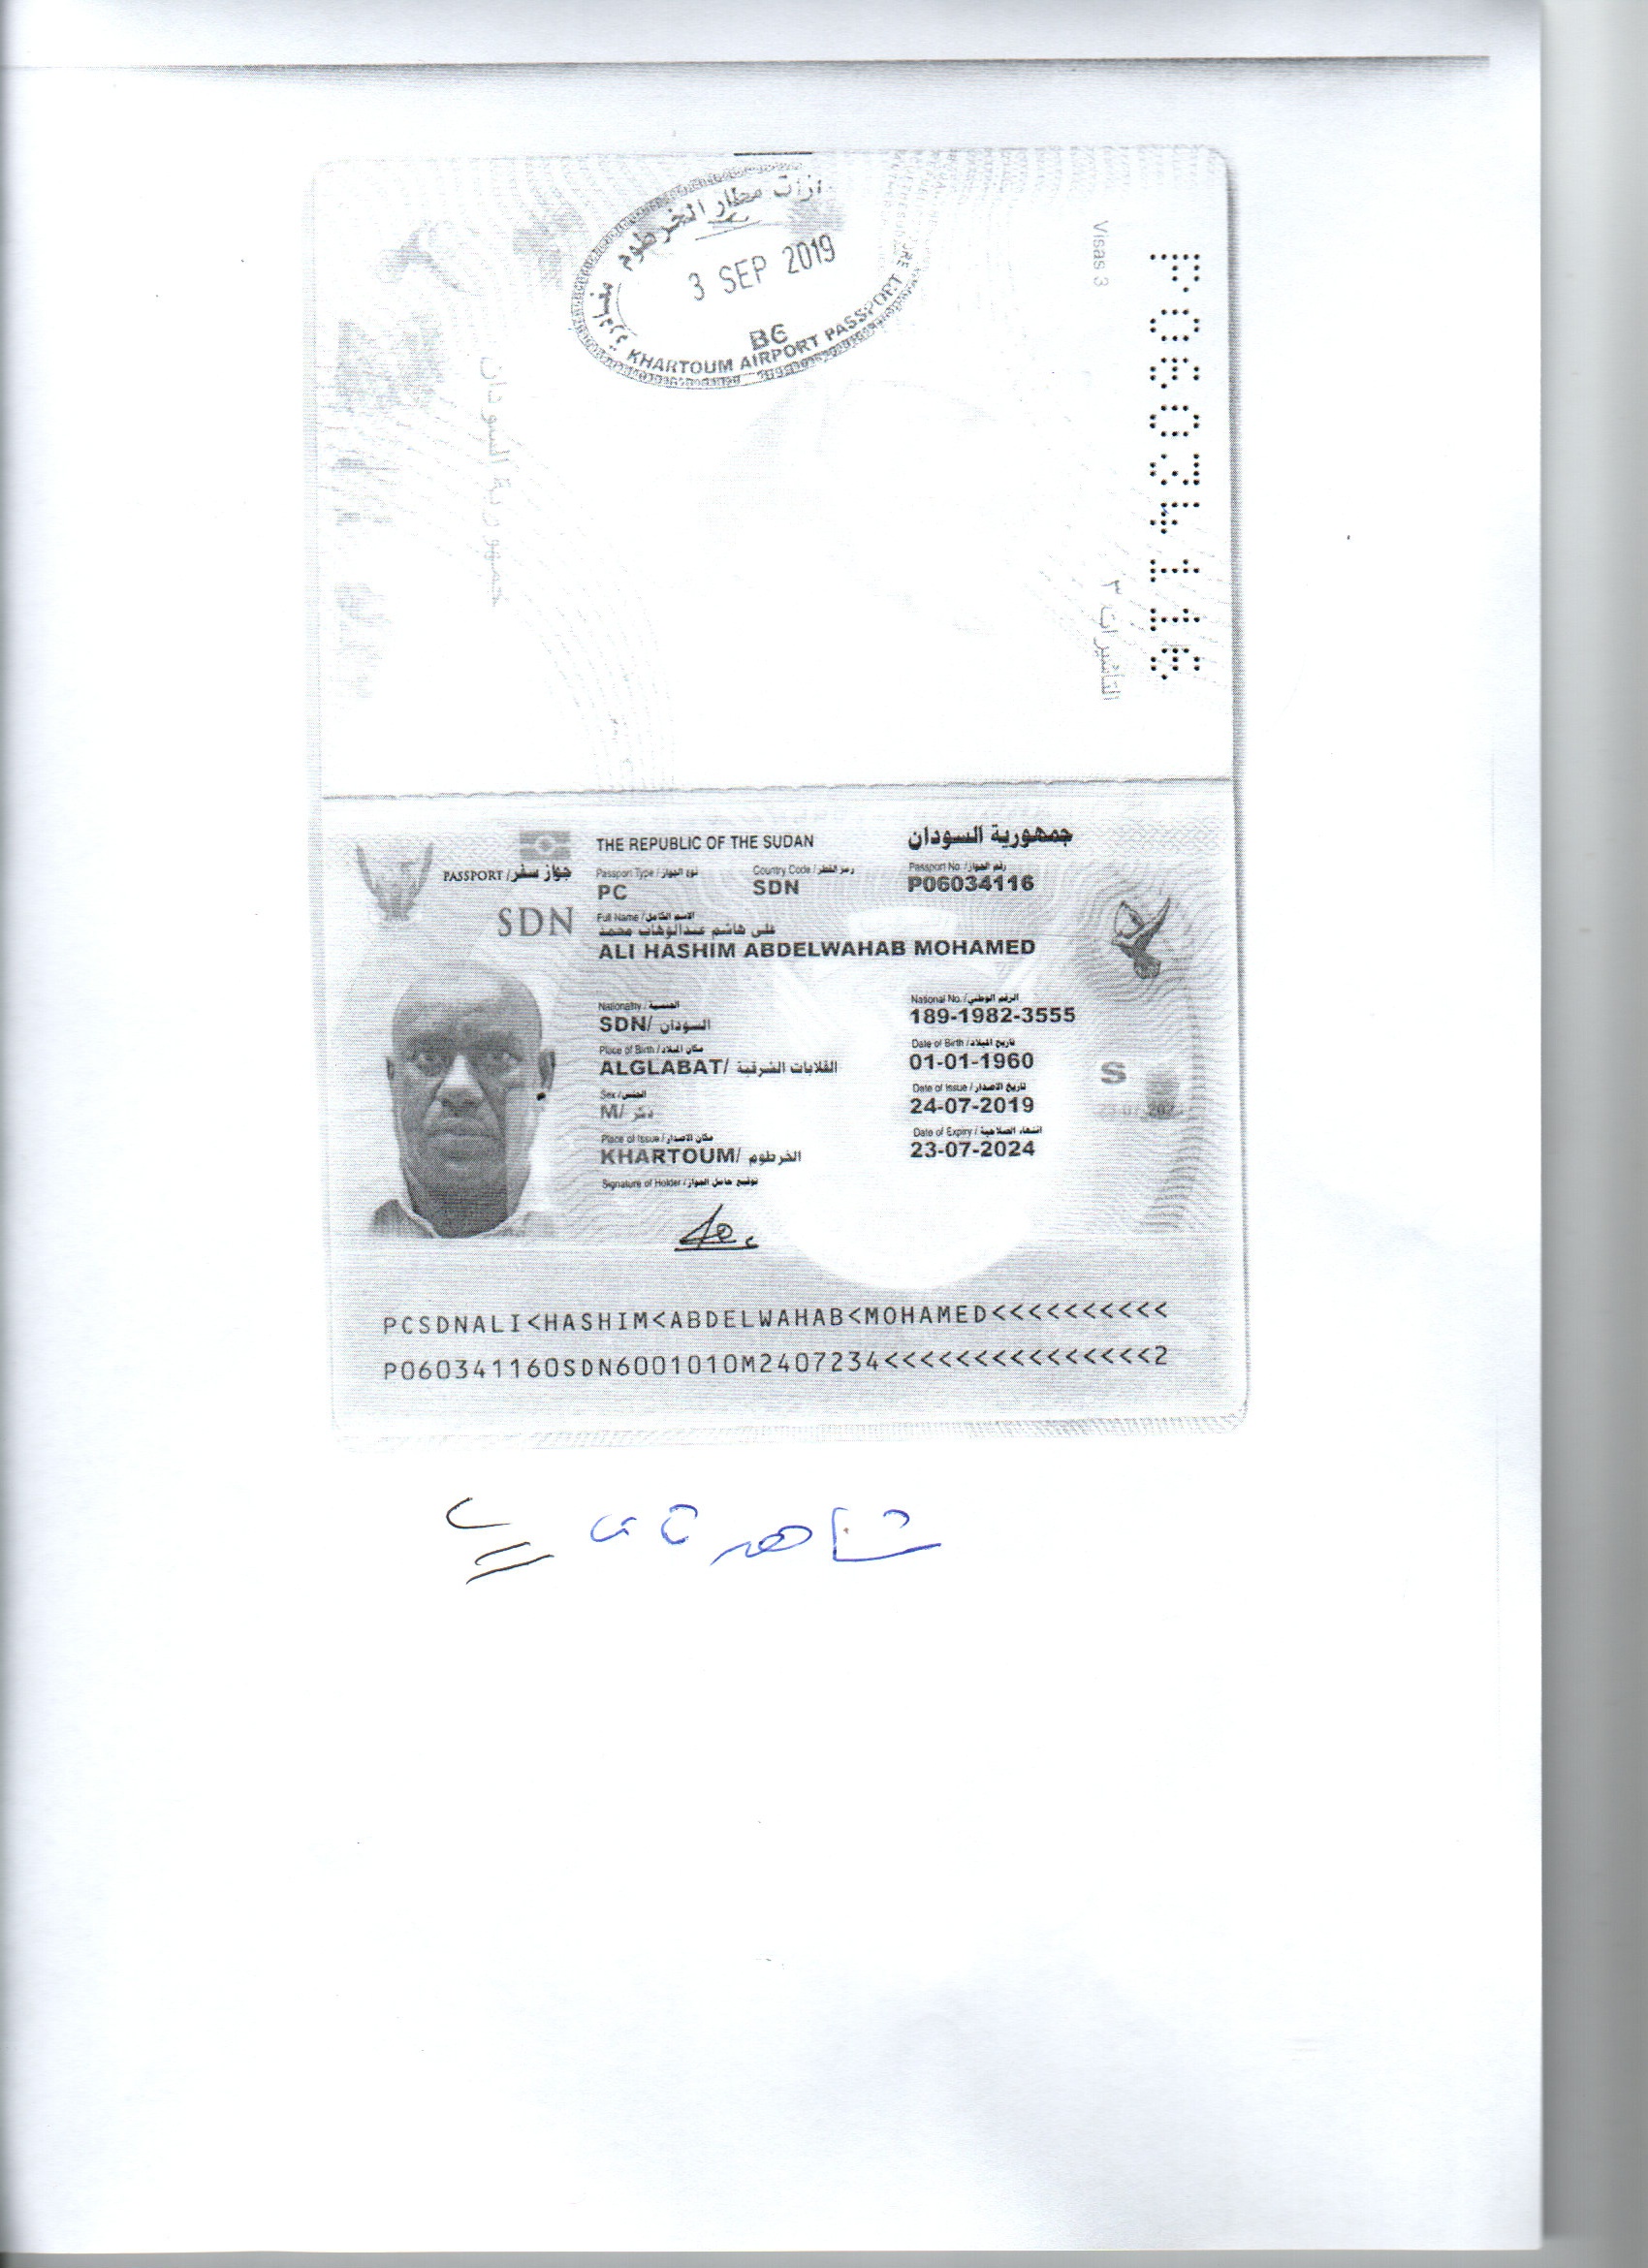 مغادرة
جوازات مطار الخرطوم
3 SEP 2019
BE
KHARTOUM AIRPORT PASSPORT
Visas 3
التأشيرات ٣
P06034116
جمهورية السودان
THE REPUBLIC OF THE SUDAN جمهورية السودان
PASSPORT / جواز سفر
Passport Type / نوع الجواز Country Code / رمز القطر Passport No. / رقم الجواز
PC SDN P06034116
SDN
Full Name / الاسم الكامل
علي هاشم عبدالوهاب محمد
ALI HASHIM ABDELWAHAB MOHAMED
Nationality / الجنسية National No. / الرقم الوطني
SDN/ السودان 189-1982-3555
Place of Birth / مكان الميلاد Date of Birth / تاريخ الميلاد
ALGLABAT/ القلابات الشرقية 01-01-1960
Sex / الجنس Date of Issue / تاريخ الاصدار
M/ ذكر 24-07-2019
Place of Issue / مكان الاصدار Date of Expiry / انتهاء الصلاحية
KHARTOUM/ الخرطوم 23-07-2024
Signature of Holder / توقيع حامل الجواز
S
PCSDNALI<HASHIM<ABDELWAHAB<MOHAMED<<<<<<<<<<
P060341160SDN6001010M2407234<<<<<<<<<<<<<<<2
شاهد ثاني